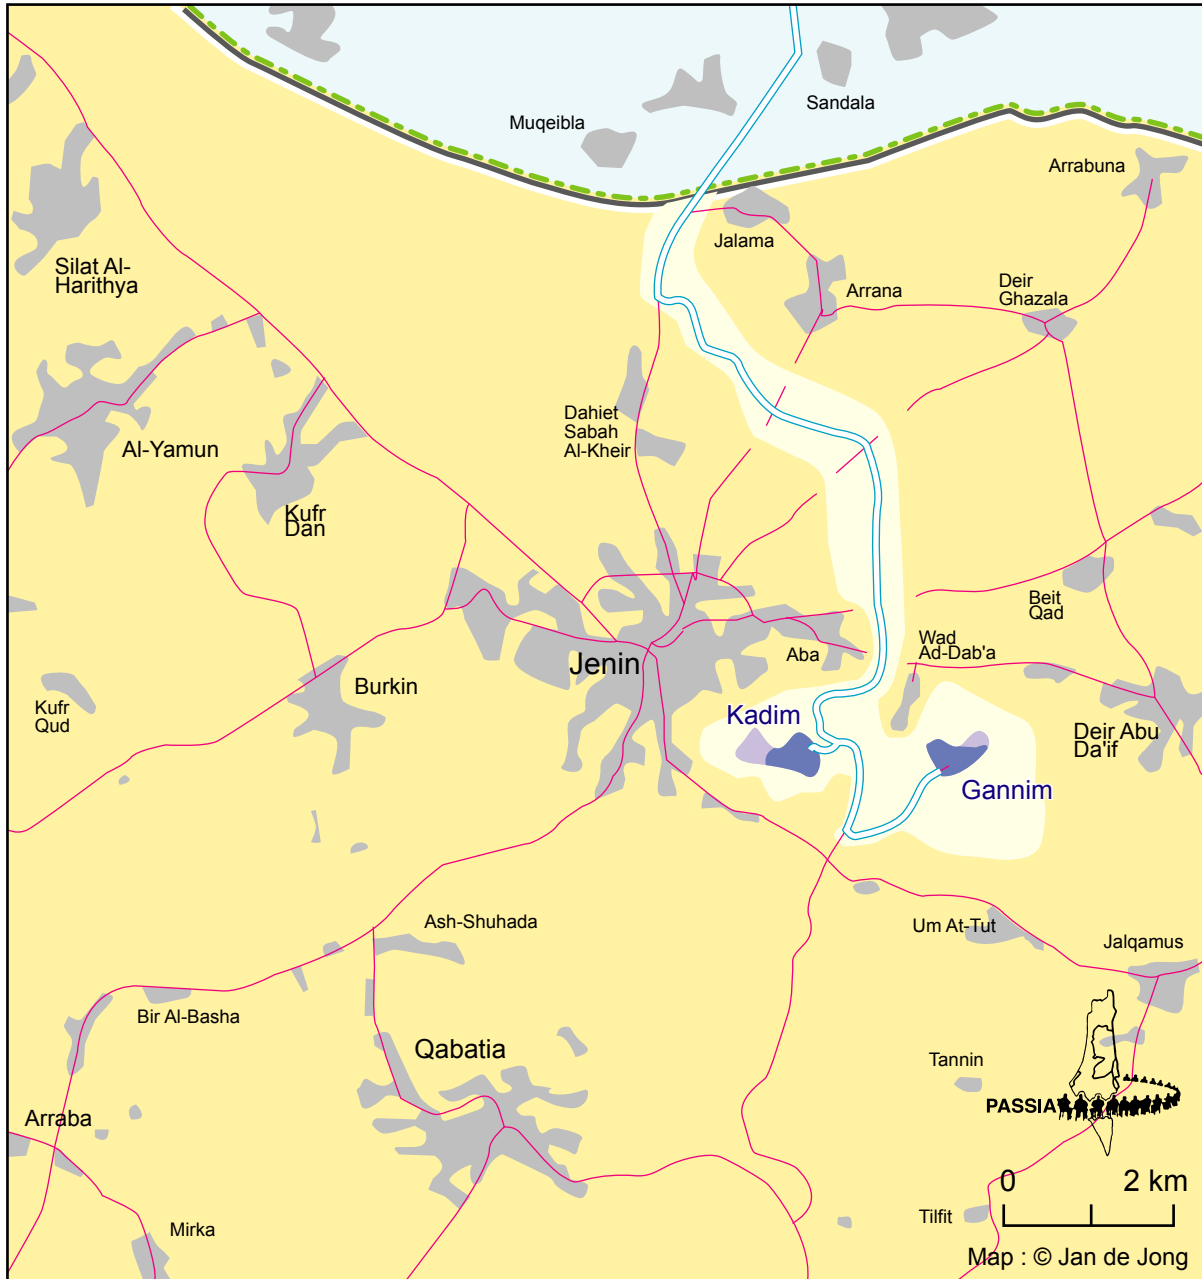 Sandala
Muqeibla
Arrabuna
Jalama
Silat Al-
Harithya
Arrana
Deir
Ghazala
Dahiet
Sabah
Al-Kheir
Al-Yamun
Kufr
Dan
Beit
Qad
Wad
Ad-Dab'a
Aba
Jenin
Burkin
Kufr
Qud
Kadim
Deir Abu
Da'if
Gannim
Ash-Shuhada
Um At-Tut
Jalqamus
Bir Al-Basha
Qabatia
Tannin
PASSIA
Arraba
0 2 km
Tilfit
Mirka
Map : © Jan de Jong